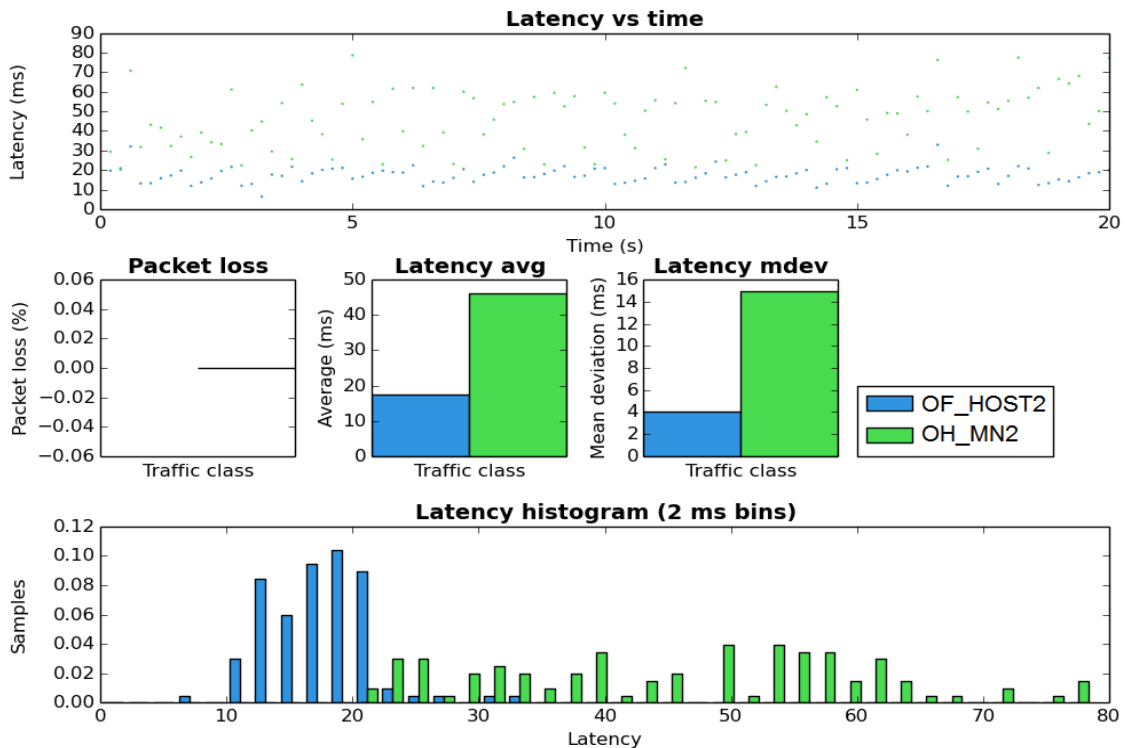 Latency vs time
Latency (ms)
90
80
70
60
50
40
30
20
10
0
0 5 10 15 20
Time (s)
Packet loss
Packet loss (%)
0.06
0.04
0.02
0.00
−0.02
−0.04
−0.06
Traffic class
Latency avg
Average (ms)
50
40
30
20
10
0
Traffic class
Latency mdev
Mean deviation (ms)
16
14
12
10
8
6
4
2
0
Traffic class
OF_HOST2
OH_MN2
Latency histogram (2 ms bins)
Samples
0.12
0.10
0.08
0.06
0.04
0.02
0.00
0 10 20 30 40 50 60 70 80
Latency